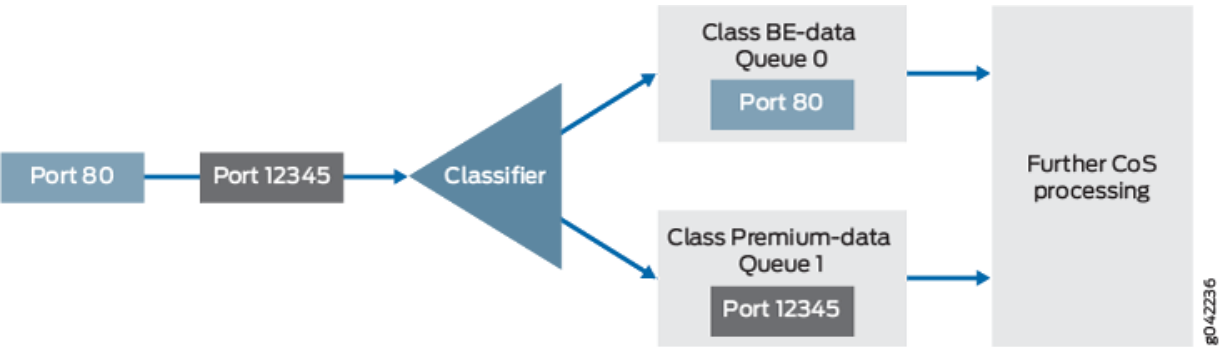 Port 80
Port 12345
Classifier
Class BE-data
Queue 0
Port 80
Class Premium-data
Queue 1
Port 12345
Further CoS
processing
g042236